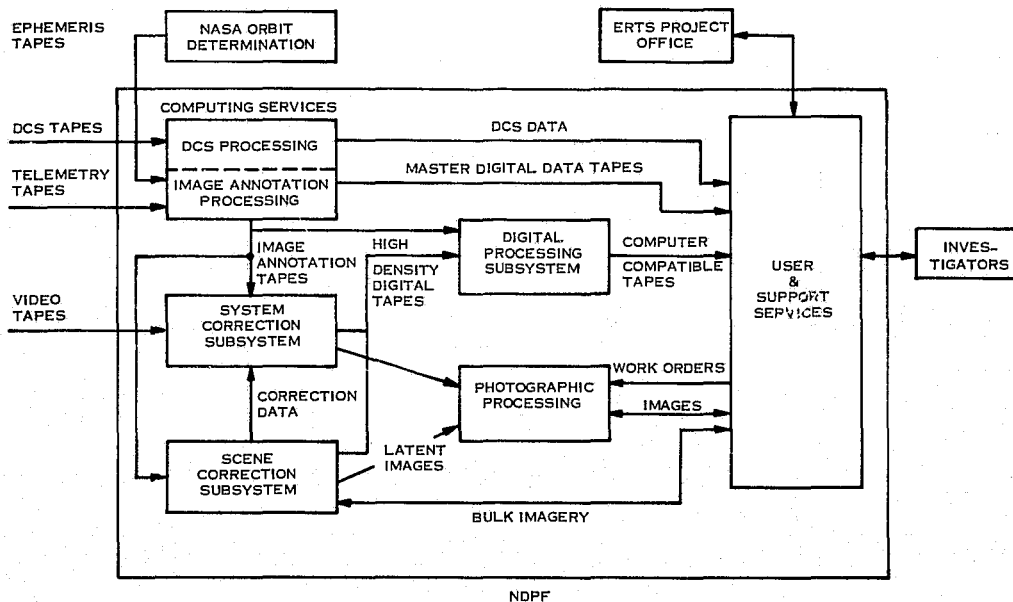 EPHEMERIS
TAPES
NASA ORBIT
DETERMINATION
ERTS PROJECT
OFFICE
COMPUTING SERVICES
DCS TAPES
DCS PROCESSING
DCS DATA
TELEMETRY
TAPES
IMAGE ANNOTATION
PROCESSING
MASTER DIGITAL DATA TAPES
IMAGE
ANNOTATION
TAPES
HIGH
DENSITY
DIGITAL
TAPES
DIGITAL
PROCESSING
SUBSYSTEM
COMPUTER
COMPATIBLE
TAPES
USER
&
SUPPORT
SERVICES
INVES-
TIGATORS
VIDEO
TAPES
SYSTEM
CORRECTION
SUBSYSTEM
CORRECTION
DATA
PHOTOGRAPHIC
PROCESSING
WORK ORDERS
IMAGES
SCENE
CORRECTION
SUBSYSTEM
LATENT
IMAGES
BULK IMAGERY
NDPF